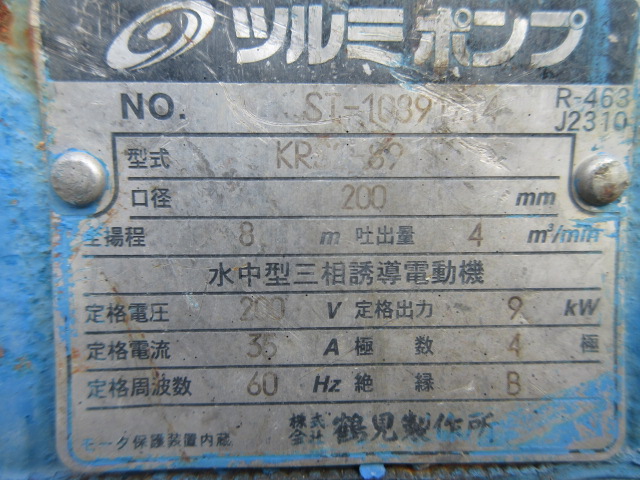 ツルミポンプ
NO. ST-1089 4
R-463
J2310
型式 KR 89
口径 200 mm
全揚程 8 m 吐出量 4 m³/min
水中型三相誘導電動機
定格電圧 200 V 定格出力 9 kW
定格電流 36 A 極数 4 極
定格周波数 60 Hz 絶縁 B
モータ保護装置内蔵
株式会社 鶴見製作所